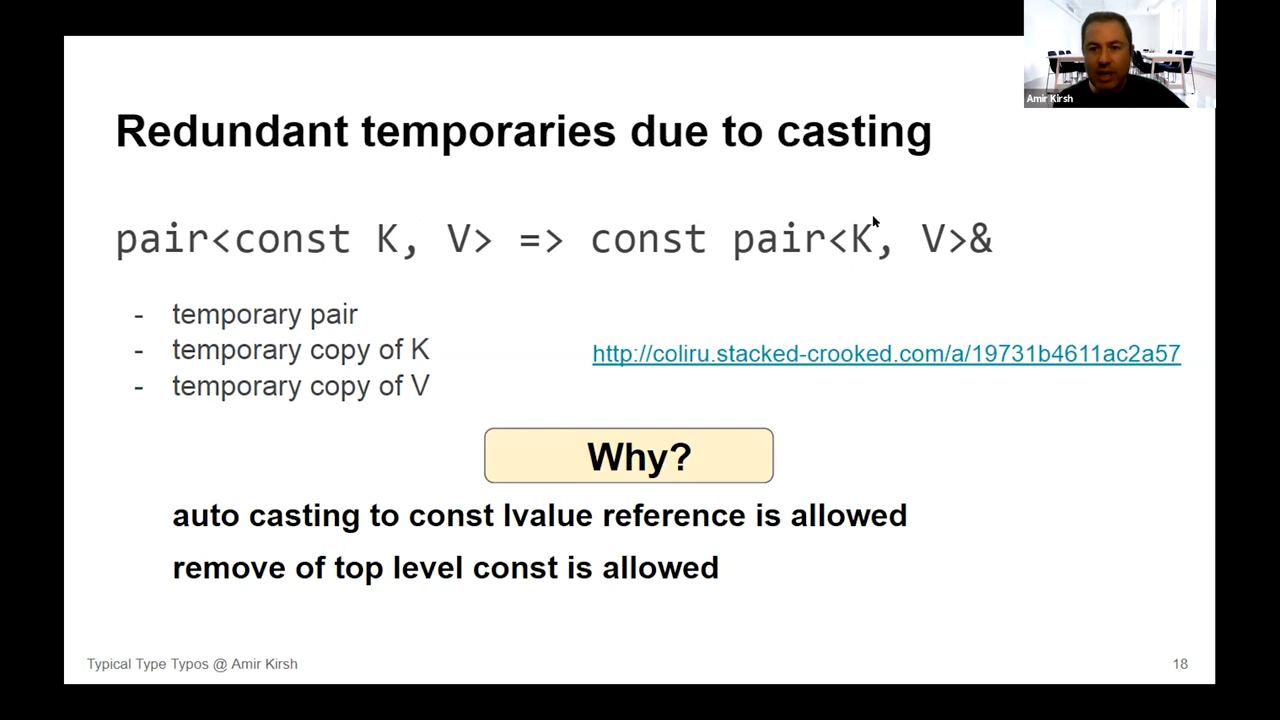 Amir Kirsh
Redundant temporaries due to casting
pair<const K, V> => const pair<K, V>&
- temporary pair
- temporary copy of K
- temporary copy of V
http://coliru.stacked-crooked.com/a/19731b4611ac2a57
Why?
auto casting to const lvalue reference is allowed
remove of top level const is allowed
Typical Type Typos @ Amir Kirsh
18